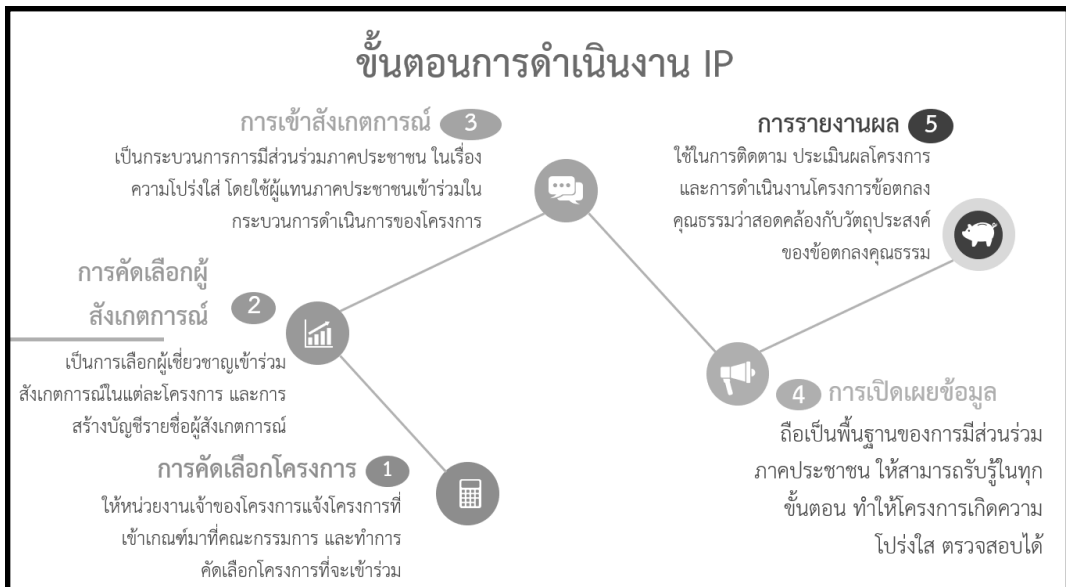 ขั้นตอนการดำเนินงาน IP
การคัดเลือกโครงการ 1
ให้หน่วยงานเจ้าของโครงการแจ้งโครงการที่
เข้าเกณฑ์มาที่คณะกรรมการ และทำการ
คัดเลือกโครงการที่จะเข้าร่วม
การคัดเลือกผู้
สังเกตการณ์ 2
เป็นการเลือกผู้เชี่ยวชาญเข้าร่วม
สังเกตการณ์ในแต่ละโครงการ และการ
สร้างบัญชีรายชื่อผู้สังเกตการณ์
การเข้าสังเกตการณ์ 3
เป็นกระบวนการการมีส่วนร่วมภาคประชาชน ในเรื่อง
ความโปร่งใส่ โดยใช้ผู้แทนภาคประชาชนเข้าร่วมใน
กระบวนการดำเนินการของโครงการ
4 การเปิดเผยข้อมูล
ถือเป็นพื้นฐานของการมีส่วนร่วม
ภาคประชาชน ให้สามารถรับรู้ในทุก
ขั้นตอน ทำให้โครงการเกิดความ
โปร่งใส ตรวจสอบได้
การรายงานผล 5
ใช้ในการติดตาม ประเมินผลโครงการ
และการดำเนินงานโครงการข้อตกลง
คุณธรรมว่าสอดคล้องกับวัตถุประสงค์
ของข้อตกลงคุณธรรม